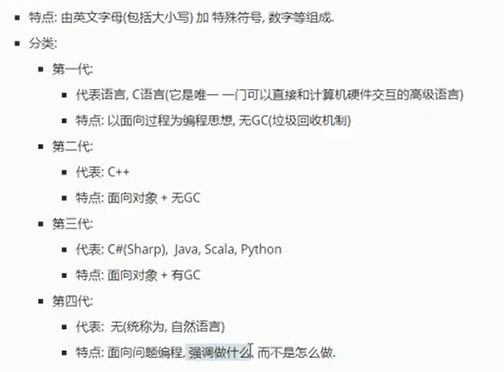 特点: 由英文字母(包括大小写) 加 特殊符号, 数字等组成.
分类:
第一代:
代表语言, C语言(它是唯一 一门可以直接和计算机硬件交互的高级语言)
特点: 以面向过程为编程思想, 无GC(垃圾回收机制)
第二代:
代表: C++
特点: 面向对象 + 无GC
第三代:
代表: C#(Sharp), Java, Scala, Python
特点: 面向对象 + 有GC
第四代:
代表: 无(统称为, 自然语言)
特点: 面向问题编程, 强调做什么, 而不是怎么做.